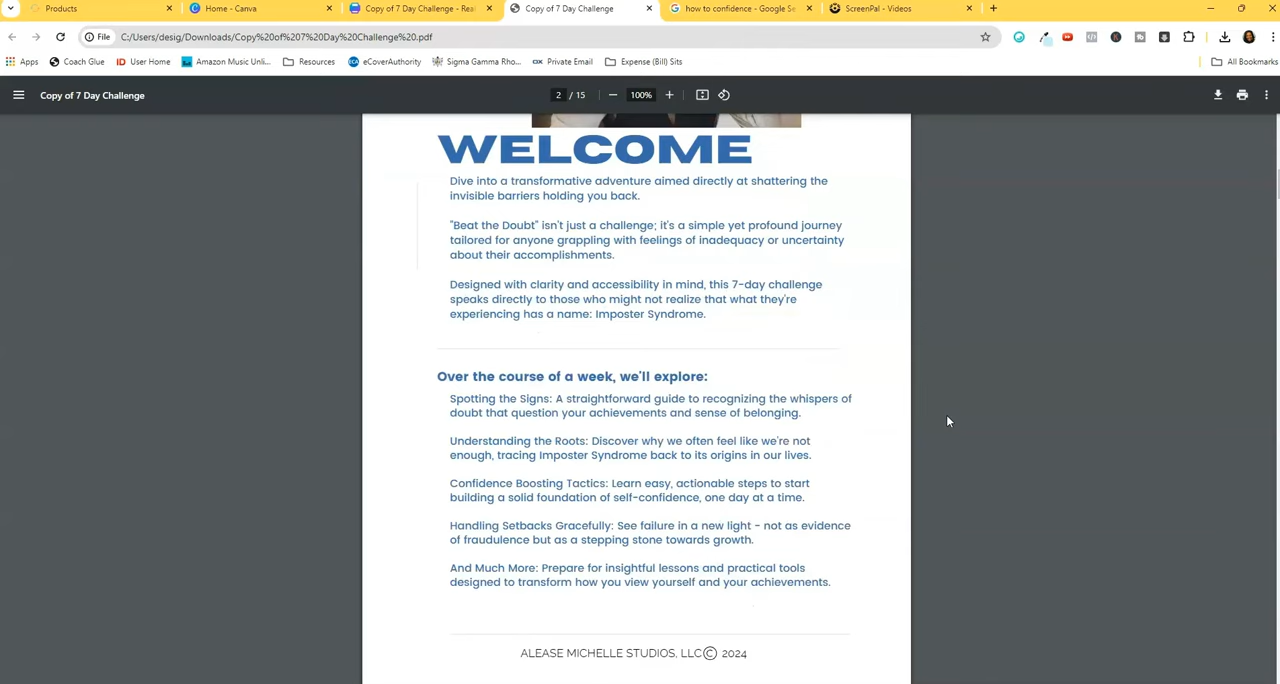 Products
Home - Canva
Copy of 7 Day Challenge - Rea
Copy of 7 Day Challenge
how to confidence - Google Se
ScreenPal - Videos
File
C:/Users/desig/Downloads/Copy%20of%207%20Day%20Challenge%20.pdf
Apps
Coach Glue
User Home
Amazon Music Unli...
Resources
eCoverAuthority
Sigma Gamma Rho...
Private Email
Expense (Bill) Sits
All Bookmarks
Copy of 7 Day Challenge
2 / 15
100%
WELCOME
Dive into a transformative adventure aimed directly at shattering the
invisible barriers holding you back.
"Beat the Doubt" isn't just a challenge; it's a simple yet profound journey
tailored for anyone grappling with feelings of inadequacy or uncertainty
about their accomplishments.
Designed with clarity and accessibility in mind, this 7-day challenge
speaks directly to those who might not realize that what they're
experiencing has a name: Imposter Syndrome.
Over the course of a week, we'll explore:
Spotting the Signs: A straightforward guide to recognizing the whispers of
doubt that question your achievements and sense of belonging.
Understanding the Roots: Discover why we often feel like we're not
enough, tracing Imposter Syndrome back to its origins in our lives.
Confidence Boosting Tactics: Learn easy, actionable steps to start
building a solid foundation of self-confidence, one day at a time.
Handling Setbacks Gracefully: See failure in a new light - not as evidence
of fraudulence but as a stepping stone towards growth.
And Much More: Prepare for insightful lessons and practical tools
designed to transform how you view yourself and your achievements.
ALEASE MICHELLE STUDIOS, LLC© 2024